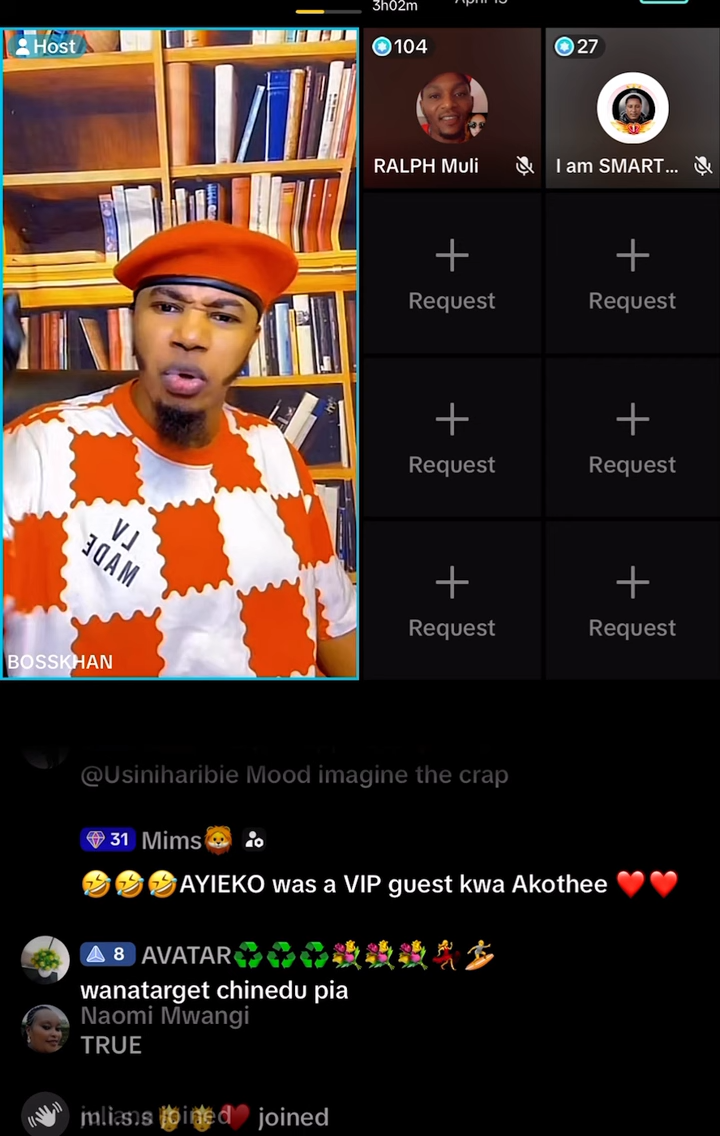 3h02m
Host
104
27
RALPH Muli
I am SMART...
Request
Request
LV
MADE
Request
Request
Request
Request
BOSSKHAN
@Usiniharibie Mood imagine the crap
31 Mims🦁
🤣🤣🤣AYIEKO was a VIP guest kwa Akothee ❤️❤️
8 AVATAR♻️♻️♻️💐💐💐💃🏄
wanatarget chinedu pia
Naomi Mwangi
TRUE
m.i.s.s joined